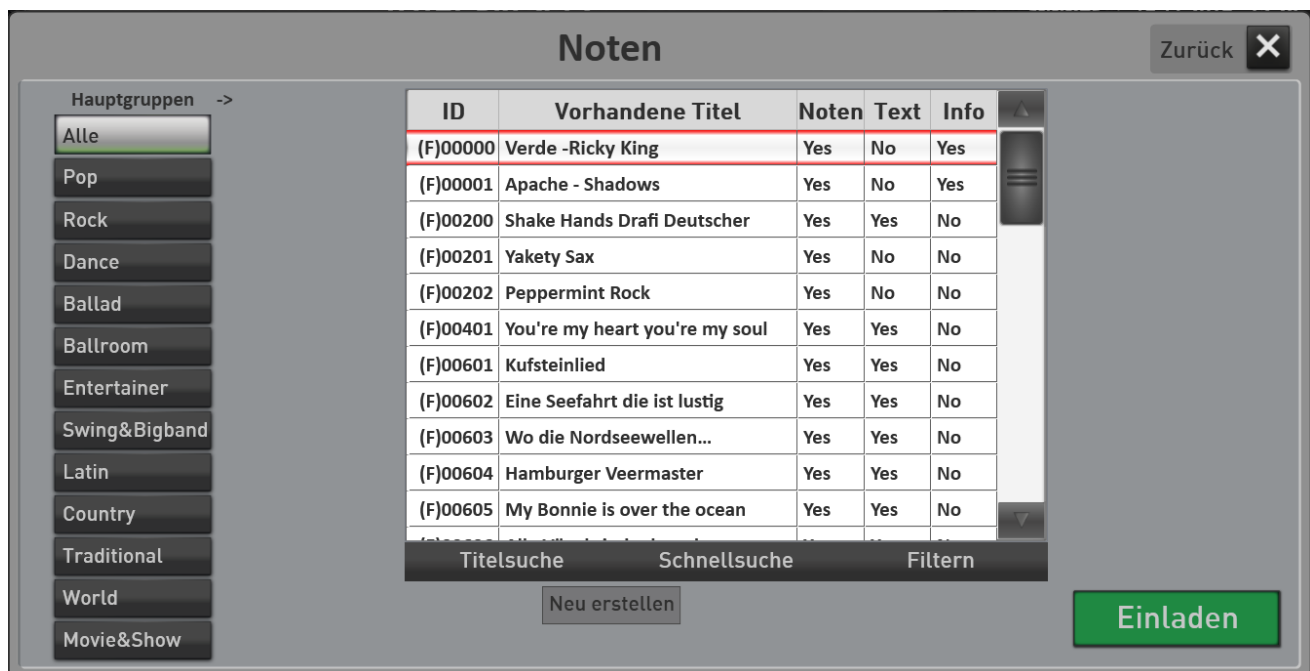 Noten
Zurück
Hauptgruppen ->
Alle
Pop
Rock
Dance
Ballad
Ballroom
Entertainer
Swing&Bigband
Latin
Country
Traditional
World
Movie&Show
ID Vorhandene Titel Noten Text Info
(F)00000 Verde -Ricky King Yes No Yes
(F)00001 Apache - Shadows Yes No Yes
(F)00200 Shake Hands Drafi Deutscher Yes Yes No
(F)00201 Yakety Sax Yes No No
(F)00202 Peppermint Rock Yes No No
(F)00401 You're my heart you're my soul Yes Yes No
(F)00601 Kufsteinlied Yes Yes No
(F)00602 Eine Seefahrt die ist lustig Yes Yes No
(F)00603 Wo die Nordseewellen... Yes Yes No
(F)00604 Hamburger Veermaster Yes Yes No
(F)00605 My Bonnie is over the ocean Yes Yes No
Titelsuche Schnellsuche Filtern
Neu erstellen
Einladen